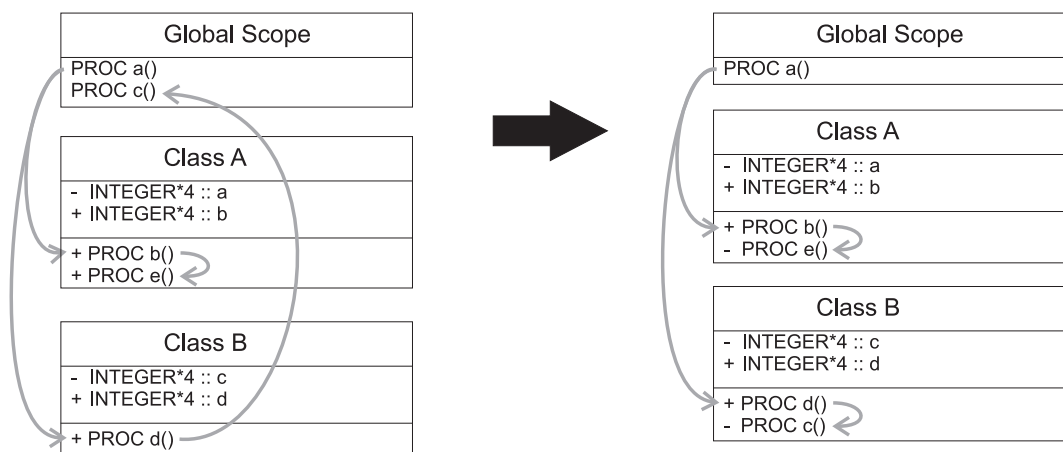 Global Scope
PROC a()
PROC c()
Class A
- INTEGER*4 :: a
+ INTEGER*4 :: b
+ PROC b()
+ PROC e()
Class B
- INTEGER*4 :: c
+ INTEGER*4 :: d
+ PROC d()
Global Scope
PROC a()
Class A
- INTEGER*4 :: a
+ INTEGER*4 :: b
+ PROC b()
- PROC e()
Class B
- INTEGER*4 :: c
+ INTEGER*4 :: d
+ PROC d()
- PROC c()